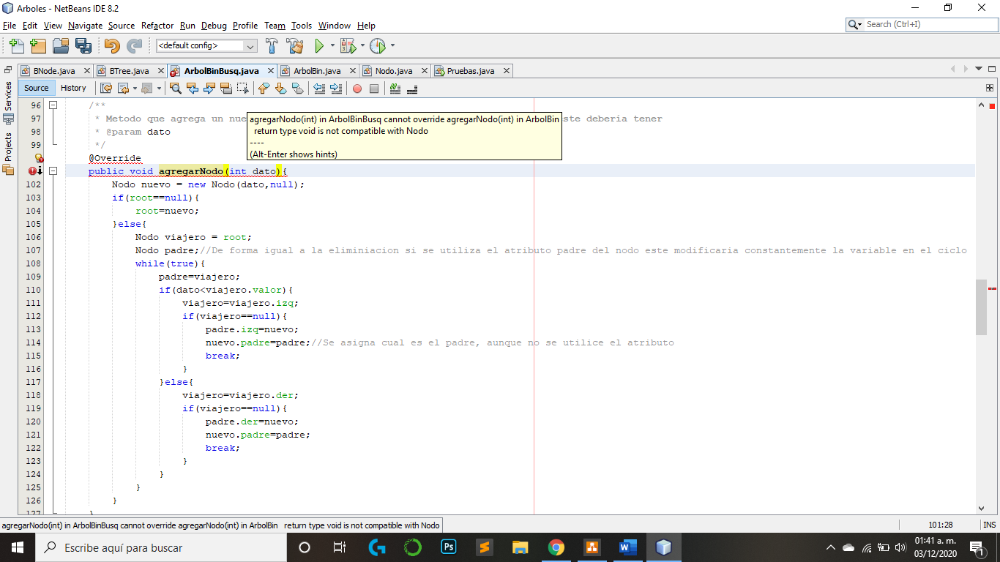 Arboles - NetBeans IDE 8.2
File Edit View Navigate Source Refactor Run Debug Profile Team Tools Window Help
Search (Ctrl+I)
<default config>
BNode.java BTree.java ArbolBinBusq.java ArbolBin.java Nodo.java Pruebas.java
Source History
Services
Projects
96 /**
97 * Metodo que agrega un nue ste deberia tener
98 * @param dato
99 */
agregarNodo(int) in ArbolBinBusq cannot override agregarNodo(int) in ArbolBin
return type void is not compatible with Nodo
----
(Alt-Enter shows hints)
@Override
public void agregarNodo(int dato){
102 Nodo nuevo = new Nodo(dato,null);
103 if(root==null){
104 root=nuevo;
105 }else{
106 Nodo viajero = root;
107 Nodo padre;//De forma igual a la eliminiacion si se utiliza el atributo padre del nodo este modificaria constantemente la variable en el ciclo
108 while(true){
109 padre=viajero;
110 if(dato<viajero.valor){
111 viajero=viajero.izq;
112 if(viajero==null){
113 padre.izq=nuevo;
114 nuevo.padre=padre;//Se asigna cual es el padre, aunque no se utilice el atributo
115 break;
116 }
117 }else{
118 viajero=viajero.der;
119 if(viajero==null){
120 padre.der=nuevo;
121 nuevo.padre=padre;
122 break;
123 }
124 }
125 }
126 }
127 }
agregarNodo(int) in ArbolBinBusq cannot override agregarNodo(int) in ArbolBin return type void is not compatible with Nodo
101:28 INS
Escribe aquí para buscar
Ps
01:41 a. m.
03/12/2020
1